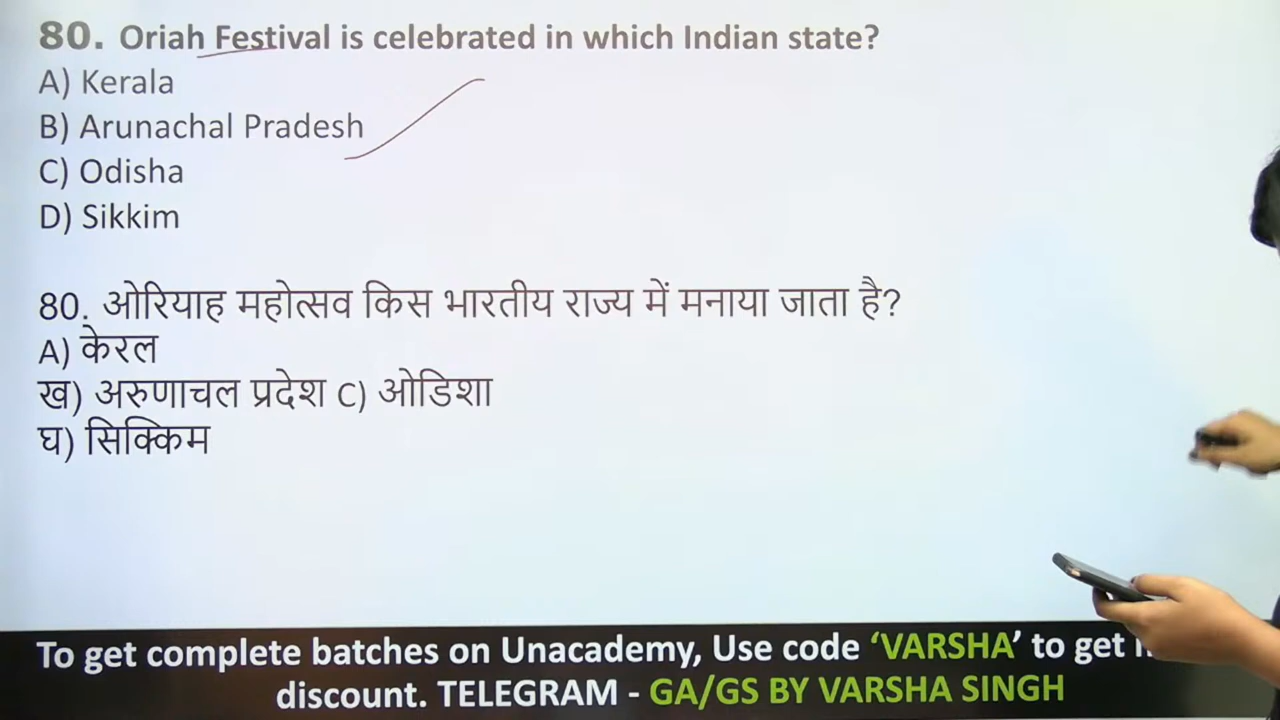 80. Oriah Festival is celebrated in which Indian state?
A) Kerala
B) Arunachal Pradesh
C) Odisha
D) Sikkim
80. ओरियाह महोत्सव किस भारतीय राज्य में मनाया जाता है?
A) केरल
ख) अरुणाचल प्रदेश C) ओडिशा
घ) सिक्किम
To get complete batches on Unacademy, Use code ‘VARSHA’ to get
discount. TELEGRAM - GA/GS BY VARSHA SINGH